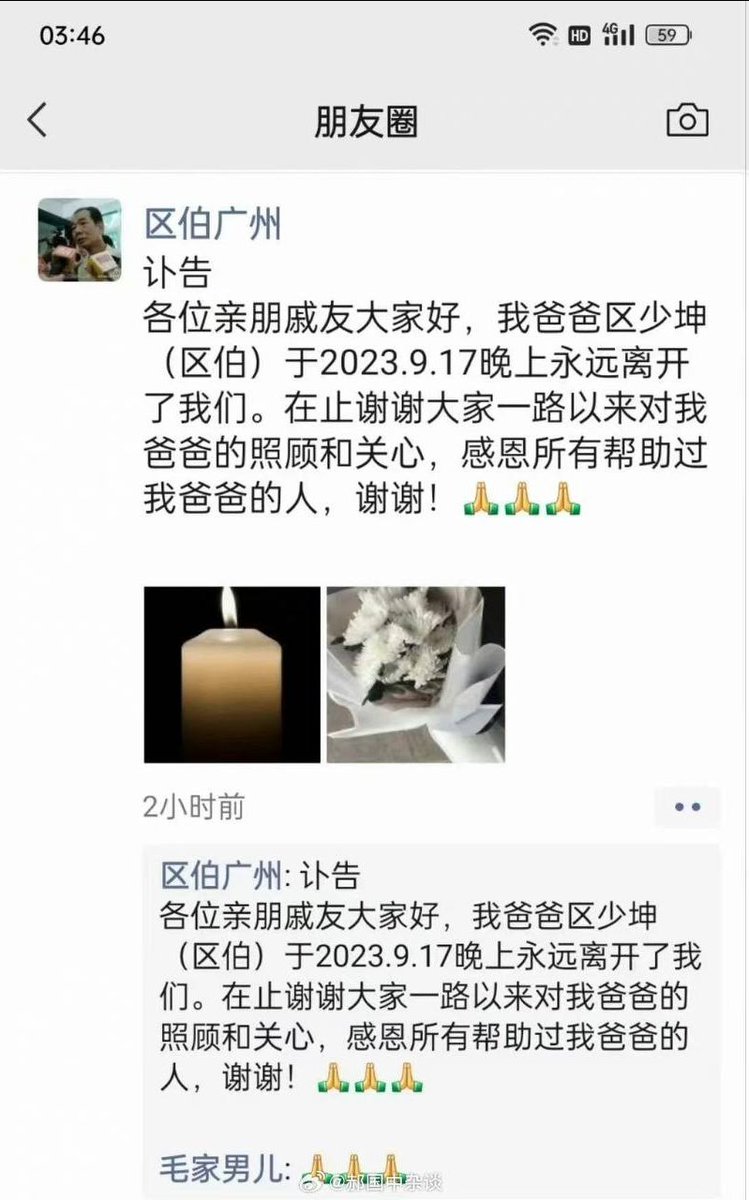 03:46
HD 4G 59
朋友圈
区伯广州
讣告
各位亲朋戚友大家好，我爸爸区少坤
（区伯）于2023.9.17晚上永远离开
了我们。在止谢谢大家一路以来对我
爸爸的照顾和关心，感恩所有帮助过
我爸爸的人，谢谢！🙏🙏🙏
2小时前
区伯广州: 讣告
各位亲朋戚友大家好，我爸爸区少坤
（区伯）于2023.9.17晚上永远离开了我
们。在止谢谢大家一路以来对我爸爸的
照顾和关心，感恩所有帮助过我爸爸的
人，谢谢！🙏🙏🙏
毛家男儿: 🙏🙏🙏
@郝国中杂谈